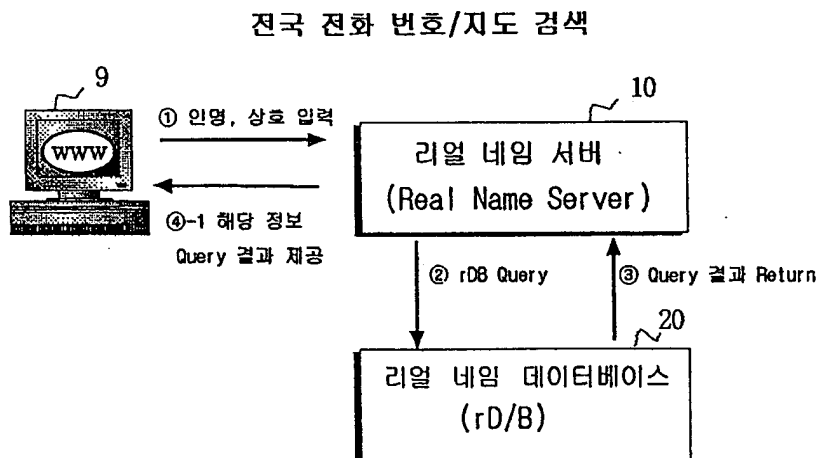 전국 전화 번호/지도 검색
9
WWW
① 인명, 상호 입력
④-1 해당 정보
Query 결과 제공
10
리얼 네임 서버
(Real Name Server)
② rDB Query
③ Query 결과 Return
20
리얼 네임 데이터베이스
(rD/B)